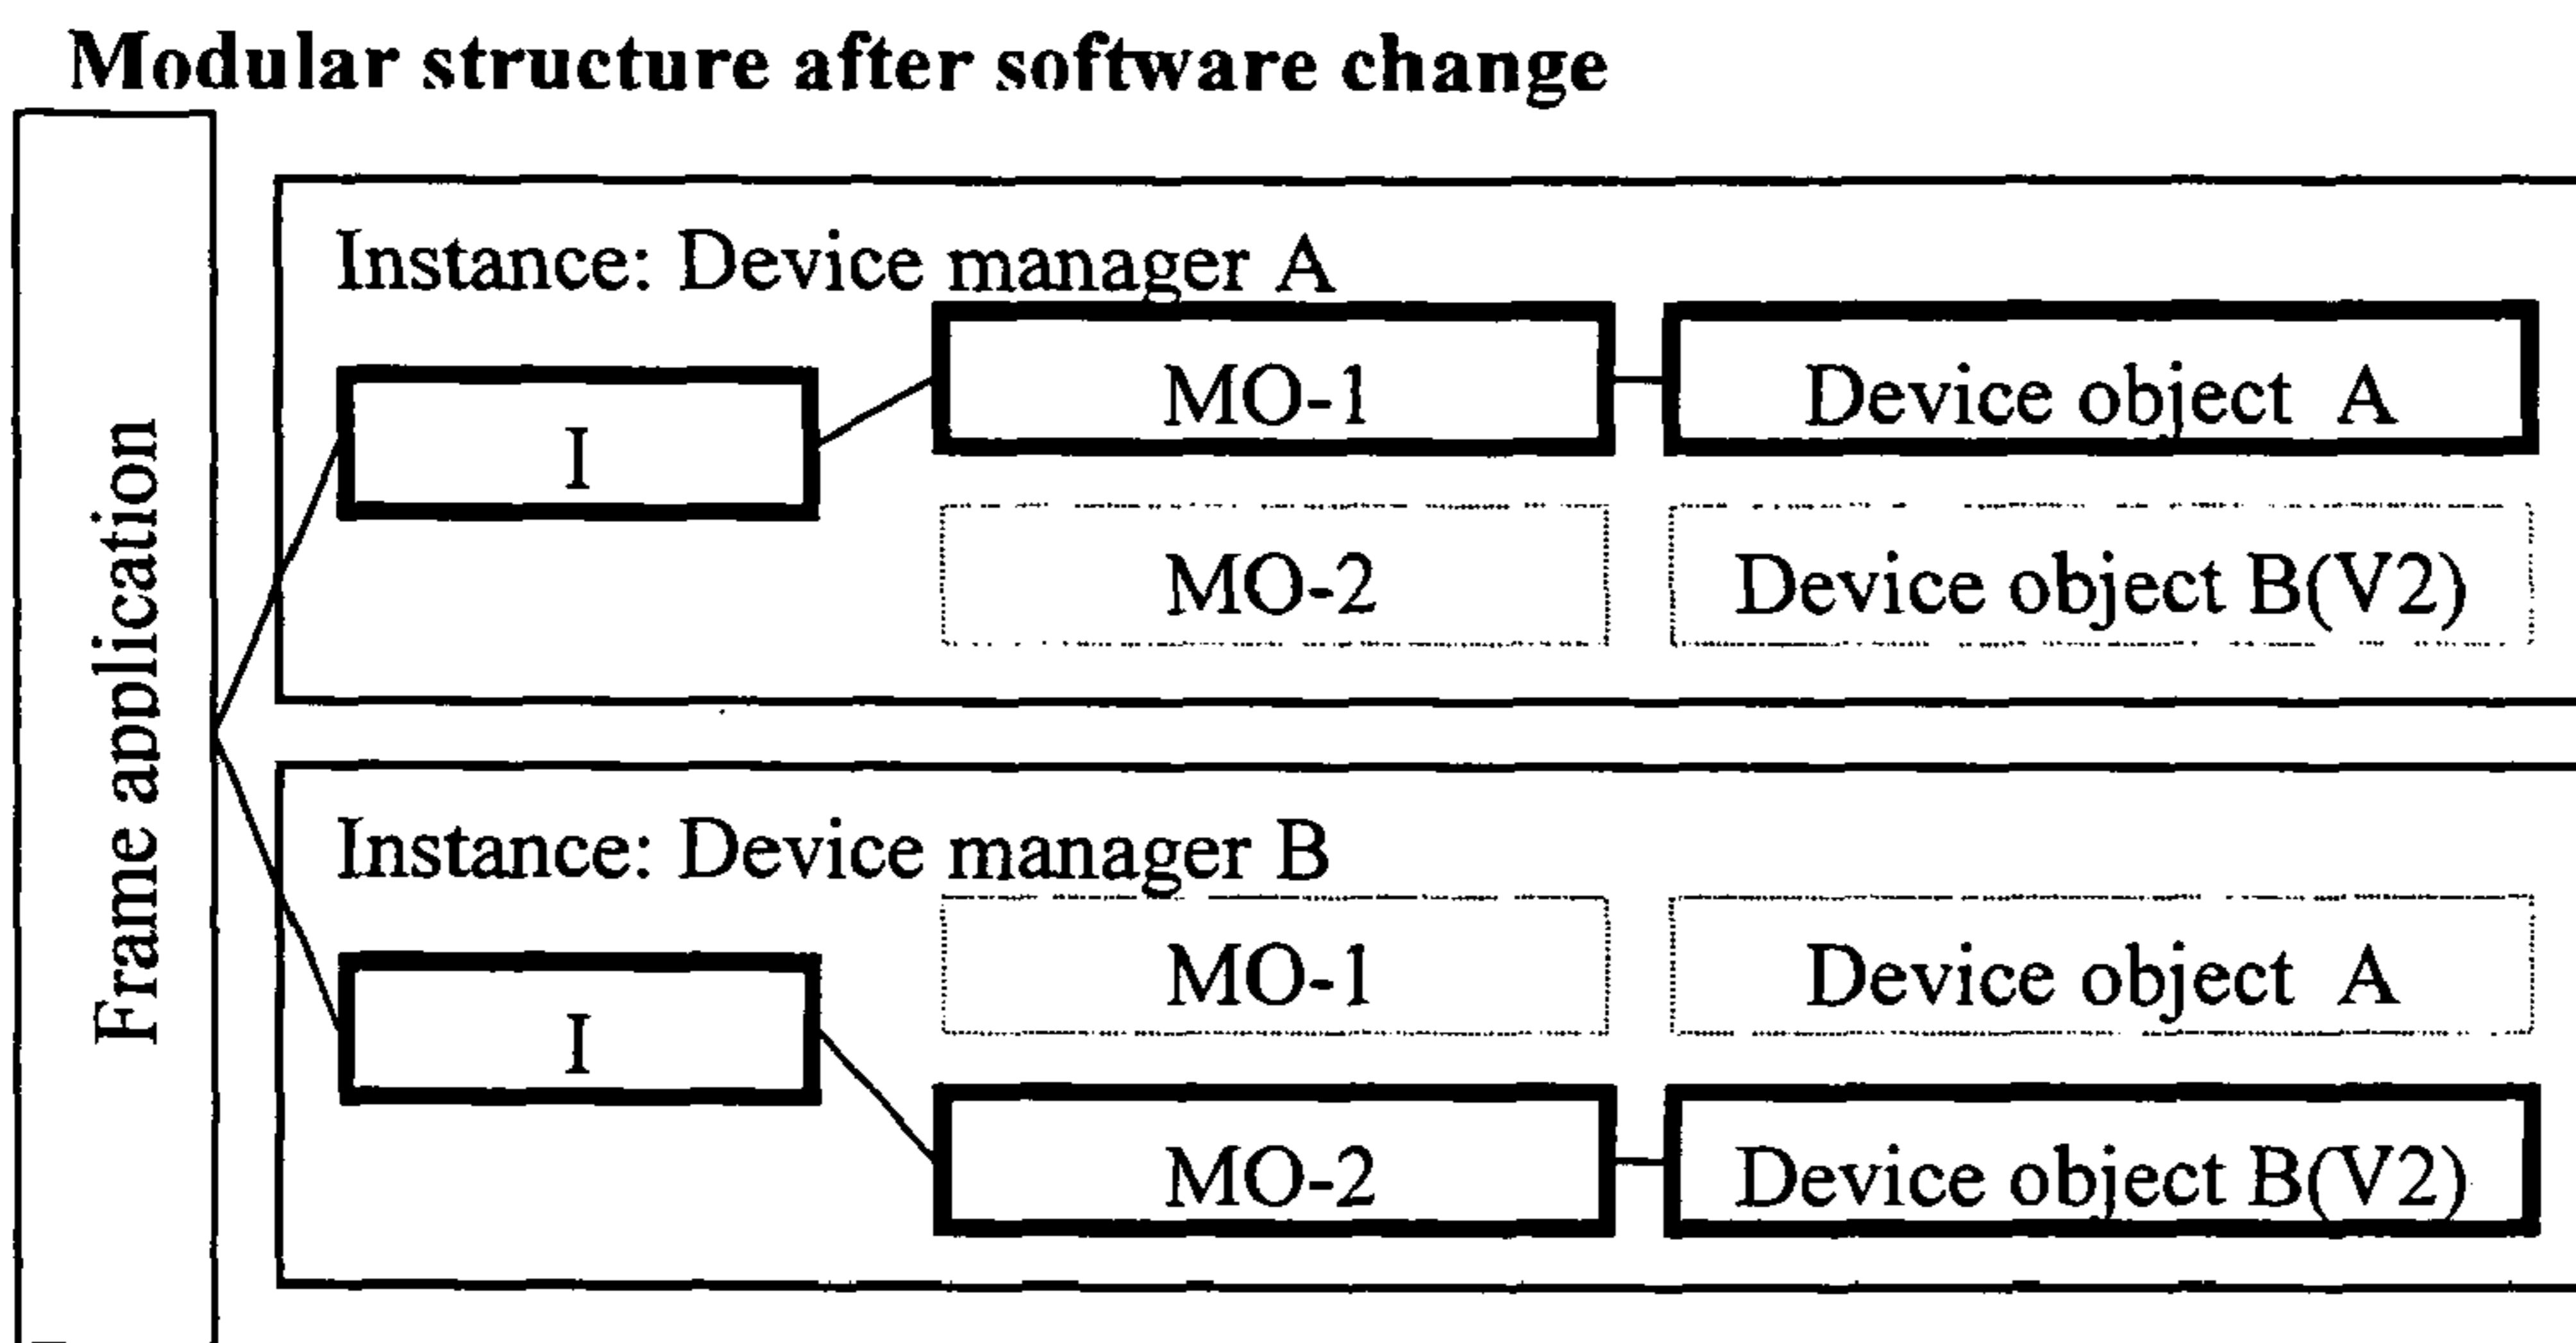 Modular structure after software change
Frame application
Instance: Device manager A
I
MO-1
Device object A
MO-2
Device object B(V2)
Instance: Device manager B
MO-1
Device object A
I
MO-2
Device object B(V2)